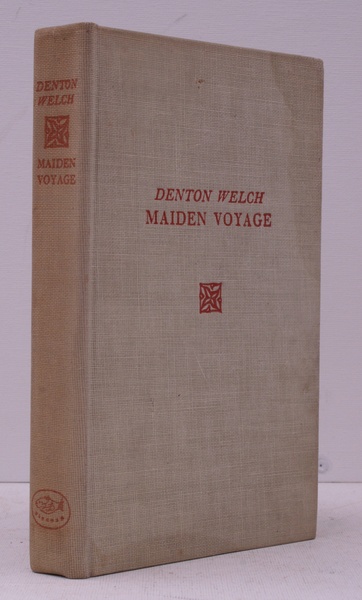 DENTON
WELCH
MAIDEN
VOYAGE
DENTON WELCH
MAIDEN VOYAGE